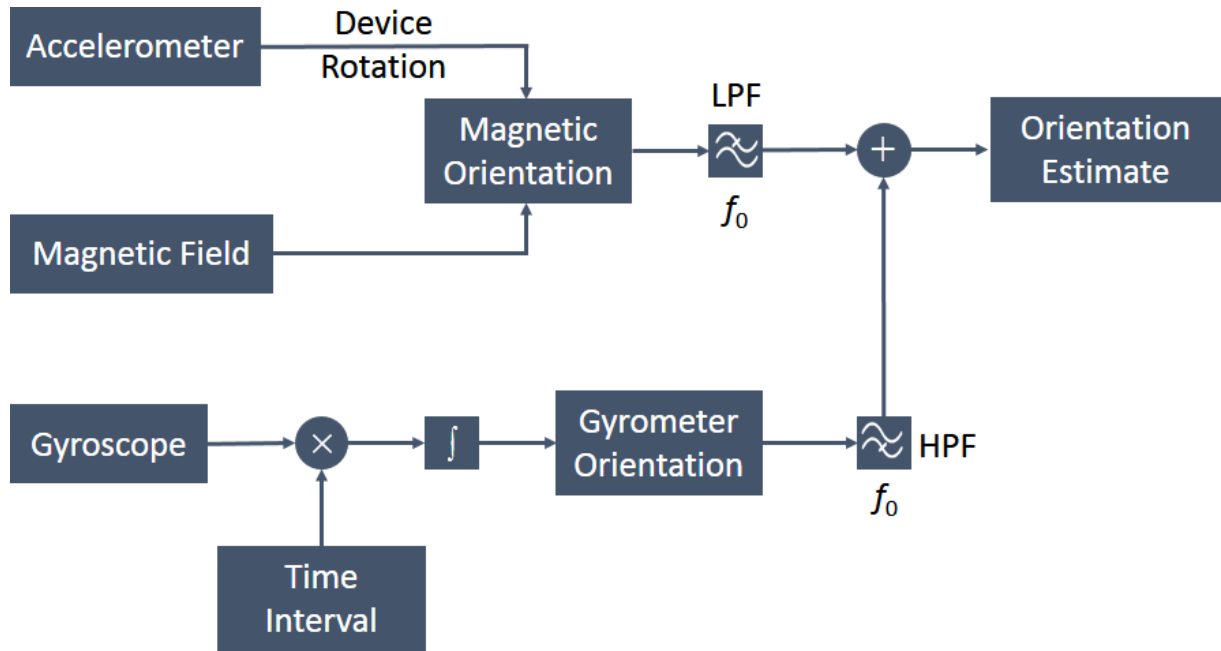 Accelerometer
Device
Rotation
Magnetic
Orientation
LPF
f0
+
Orientation
Estimate
Magnetic Field
Gyroscope
×
∫
Gyrometer
Orientation
HPF
f0
Time
Interval